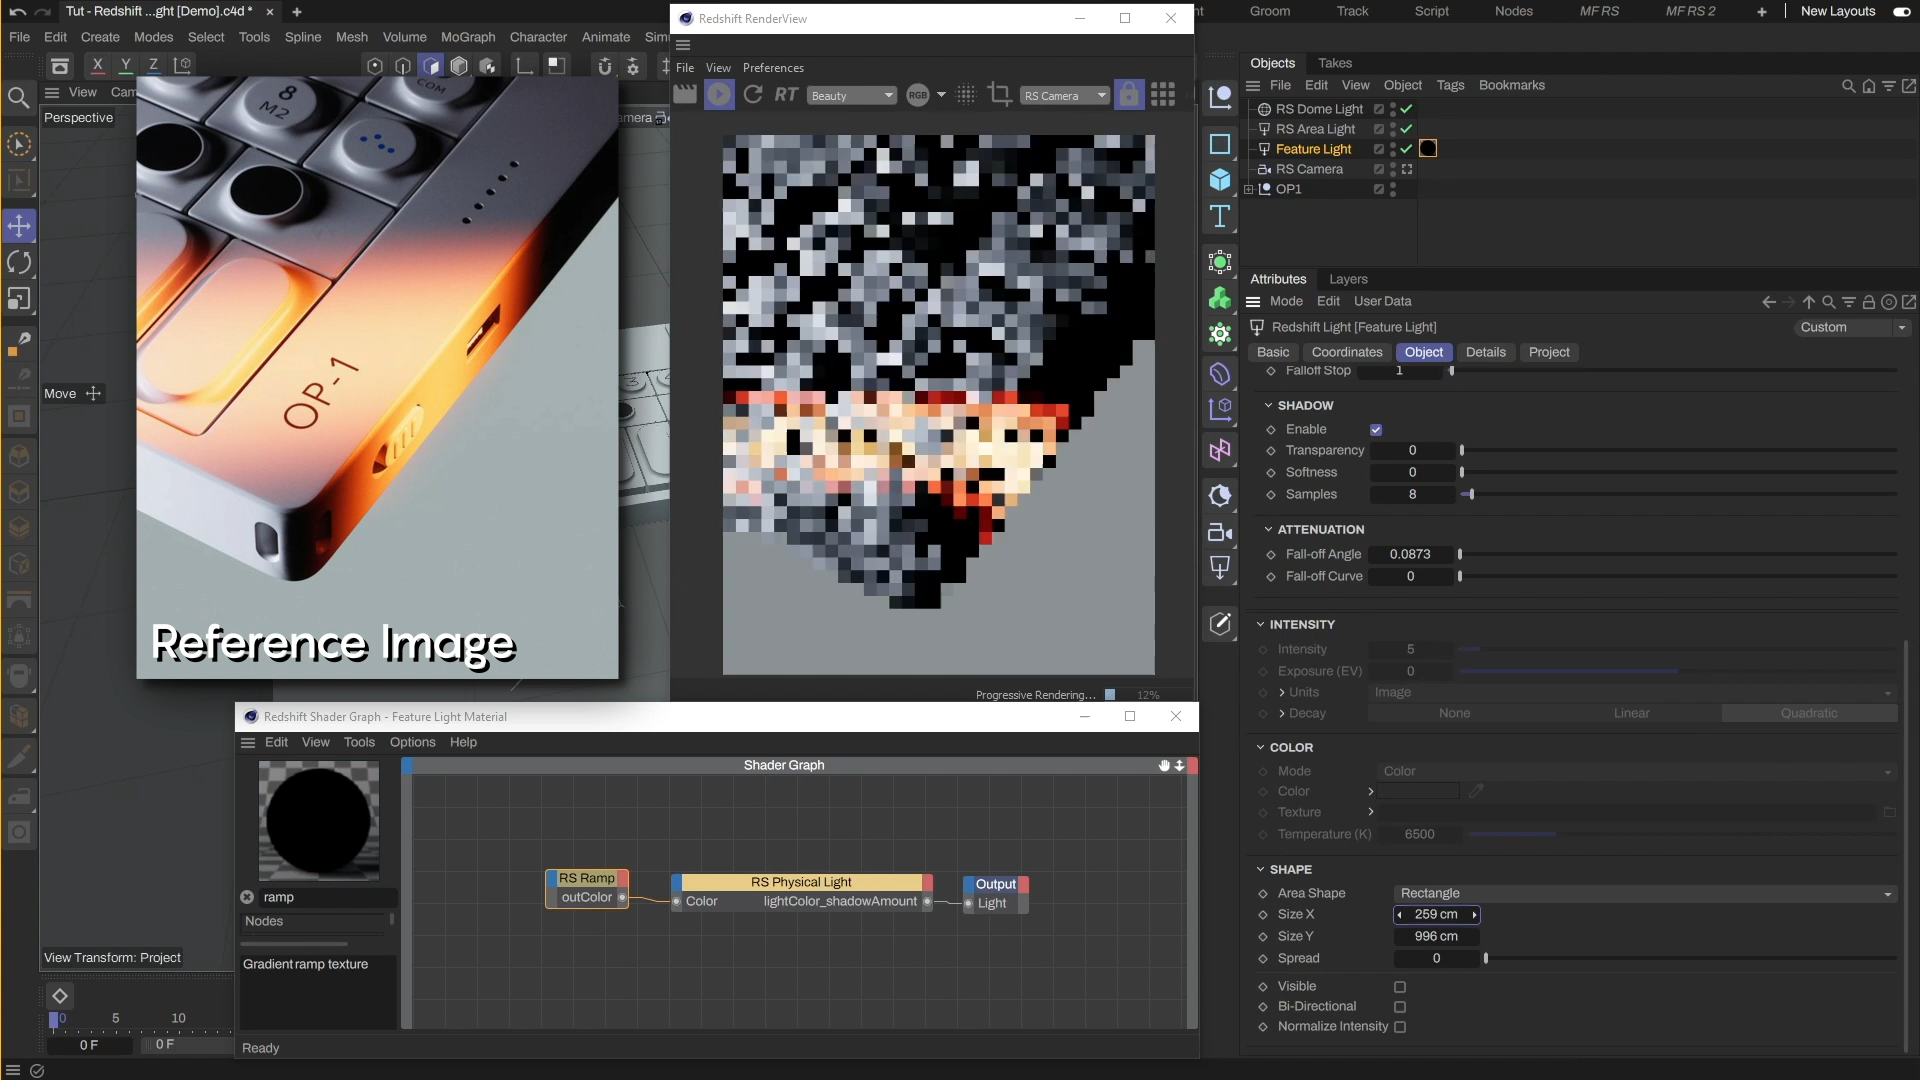 Tut - Redshift ...ght [Demo].c4d *
Groom
Track
Script
Nodes
MF RS
MF RS 2
New Layouts
File
Edit
Create
Modes
Select
Tools
Spline
Mesh
Volume
MoGraph
Character
Animate
X
Y
Z
View
Perspective
Move
8
M2
COM
OP-1
Reference Image
View Transform: Project
0
5
10
0 F
0 F
Redshift RenderView
File
View
Preferences
RT
Beauty
RGB
RS Camera
Progressive Rendering...
12%
Redshift Shader Graph - Feature Light Material
Edit
View
Tools
Options
Help
Shader Graph
ramp
Nodes
Gradient ramp texture
RS Ramp
outColor
RS Physical Light
Color
lightColor_shadowAmount
Output
Light
Ready
Objects
Takes
File
Edit
View
Object
Tags
Bookmarks
RS Dome Light
RS Area Light
Feature Light
RS Camera
OP1
Attributes
Layers
Mode
Edit
User Data
Redshift Light [Feature Light]
Custom
Basic
Coordinates
Object
Details
Project
Falloff Stop
1
SHADOW
Enable
Transparency
0
Softness
0
Samples
8
ATTENUATION
Fall-off Angle
0.0873
Fall-off Curve
0
INTENSITY
Intensity
5
Exposure (EV)
0
Units
Image
Decay
None
Linear
Quadratic
COLOR
Mode
Color
Color
Texture
Temperature (K)
6500
SHAPE
Area Shape
Rectangle
Size X
259 cm
Size Y
996 cm
Spread
0
Visible
Bi-Directional
Normalize Intensity